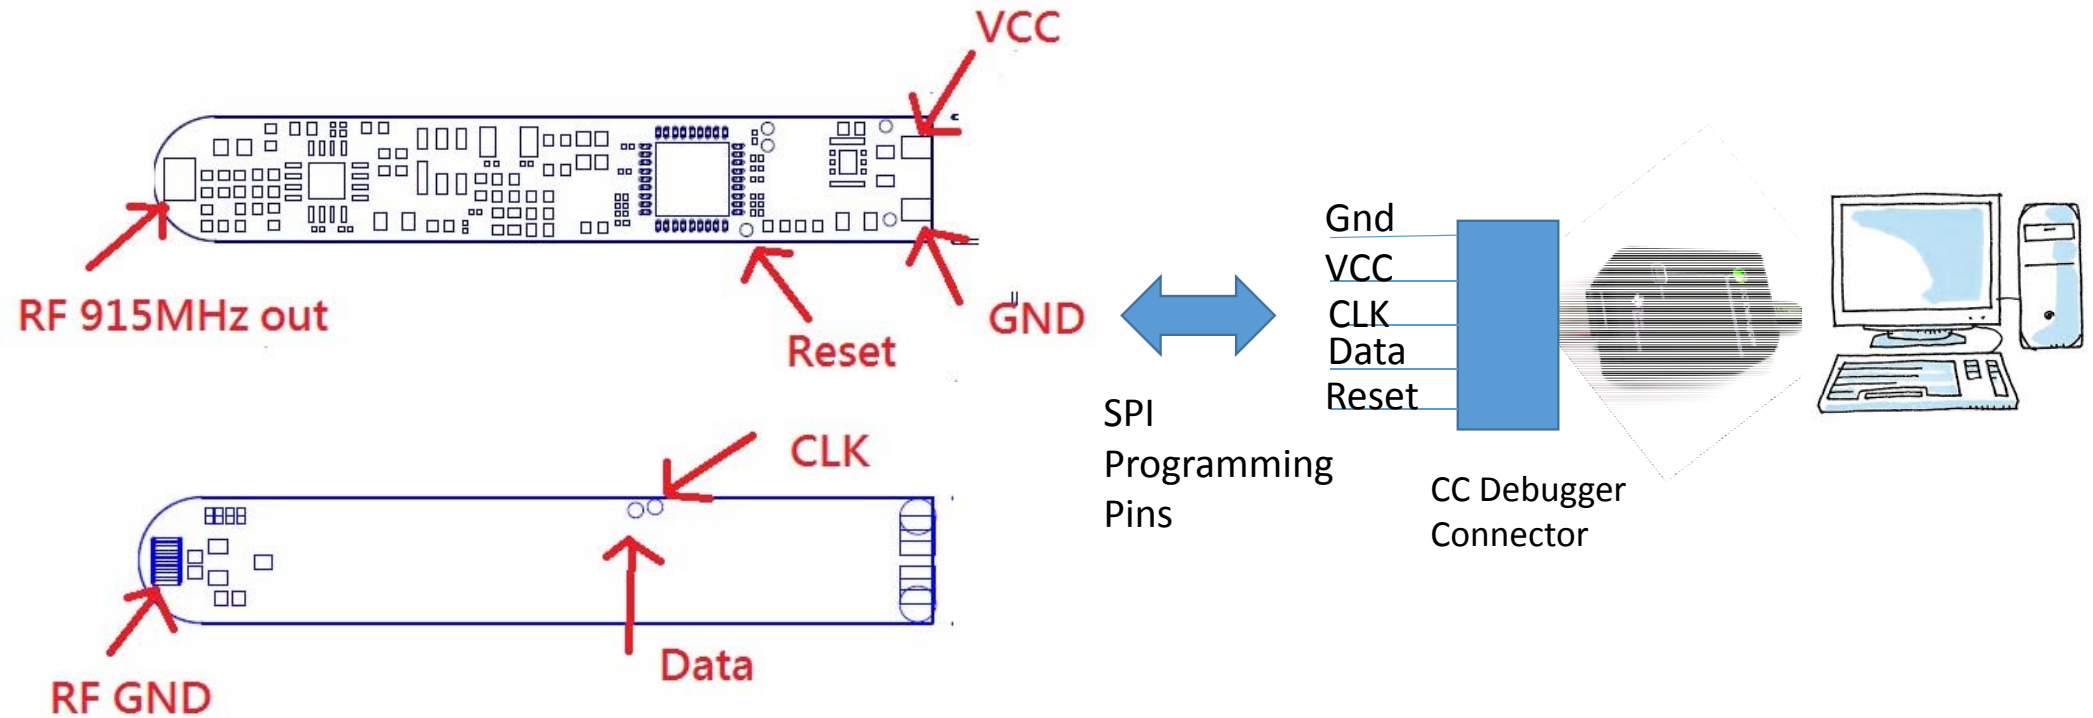 VCC
RF 915MHz out
Reset
GND
CLK
Data
RF GND
SPI
Programming
Pins
Gnd
VCC
CLK
Data
Reset
CC Debugger
Connector